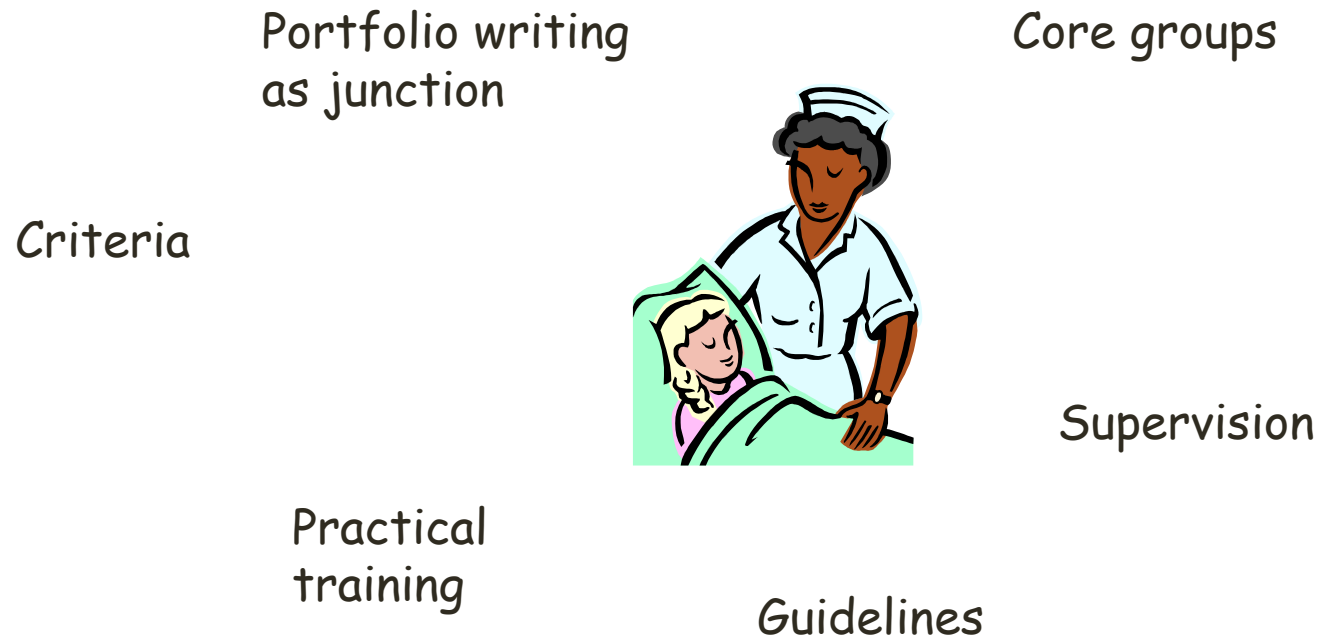 Portfolio writing
as junction
Core groups
Criteria
Supervision
Practical
training
Guidelines